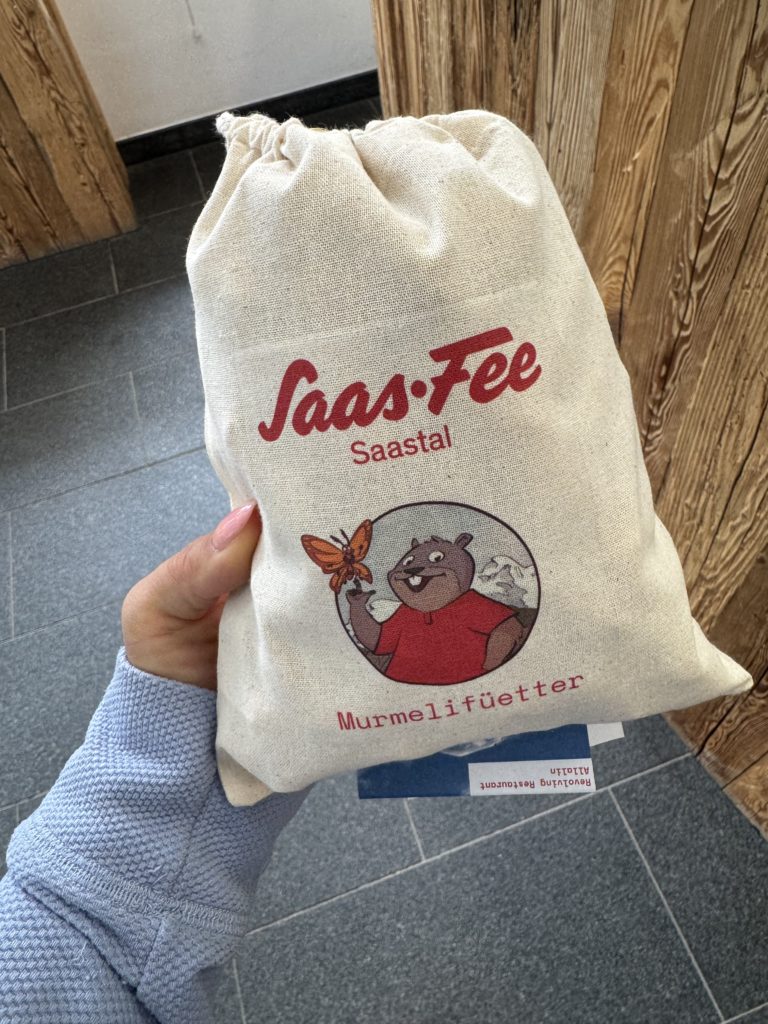 Saas-Fee
Saastal
Murmelifüetter
Revolving Restaurant
Allalin